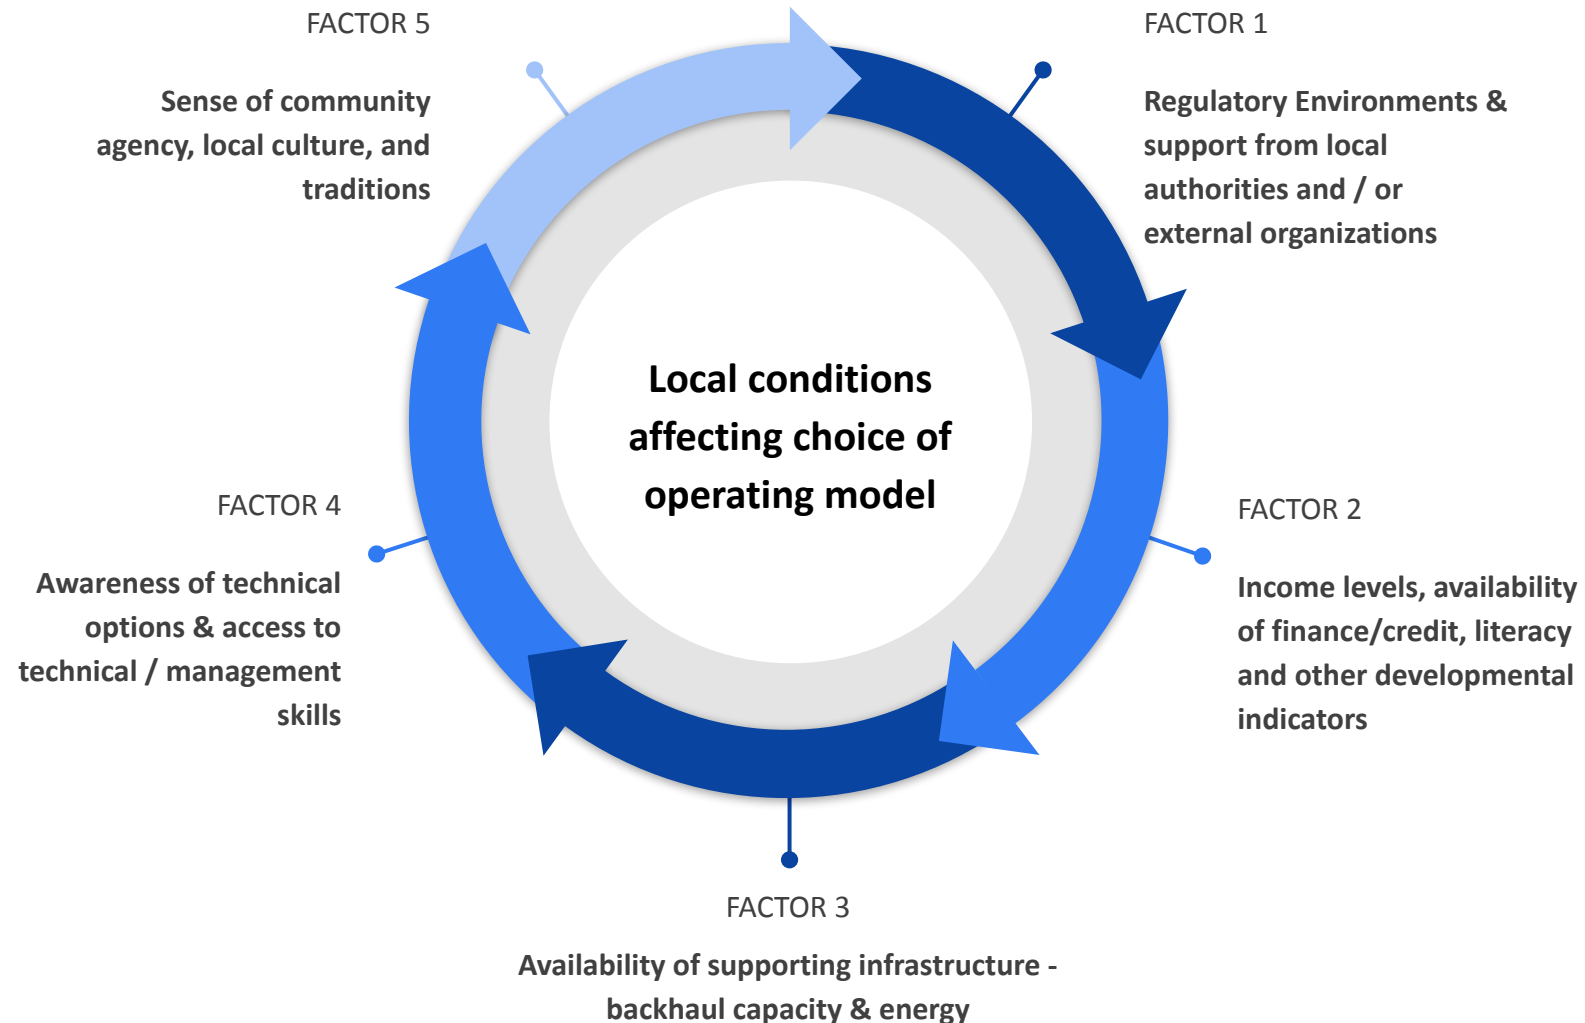 FACTOR 5
Sense of community
agency, local culture, and
traditions
FACTOR 1
Regulatory Environments &
support from local
authorities and / or
external organizations
Local conditions
affecting choice of
operating model
FACTOR 4
Awareness of technical
options & access to
technical / management
skills
FACTOR 2
Income levels, availability
of finance/credit, literacy
and other developmental
indicators
FACTOR 3
Availability of supporting infrastructure -
backhaul capacity & energy